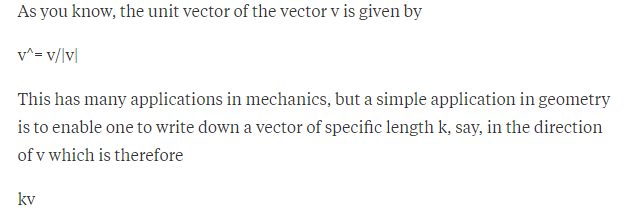 As you know, the unit vector of the vector v is given by
v^= v/|v|
This has many applications in mechanics, but a simple application in geometry
is to enable one to write down a vector of specific length k, say, in the direction
of v which is therefore
kv